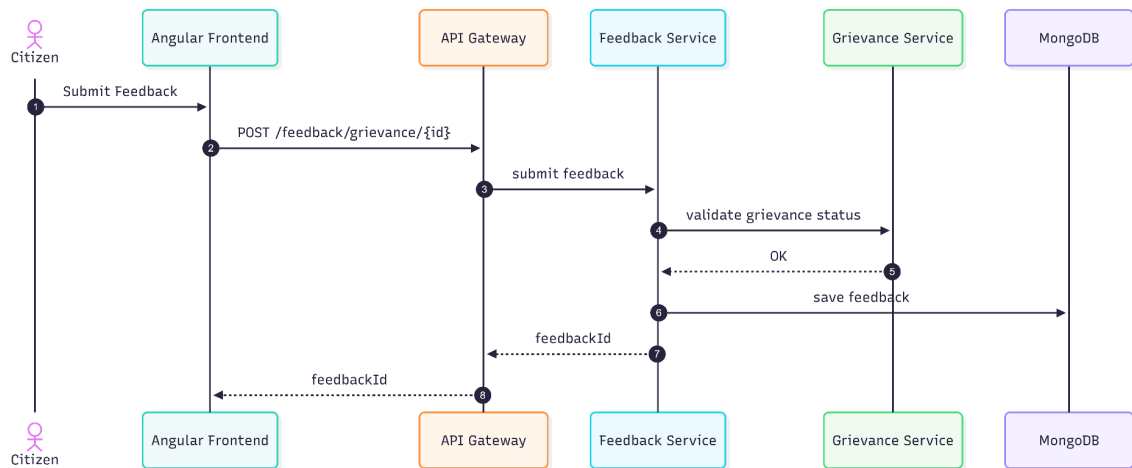 Citizen
Angular Frontend
API Gateway
Feedback Service
Grievance Service
MongoDB
1
Submit Feedback
2
POST /feedback/grievance/{id}
3
submit feedback
4
validate grievance status
OK
5
6
save feedback
feedbackId
7
feedbackId
8
Citizen
Angular Frontend
API Gateway
Feedback Service
Grievance Service
MongoDB